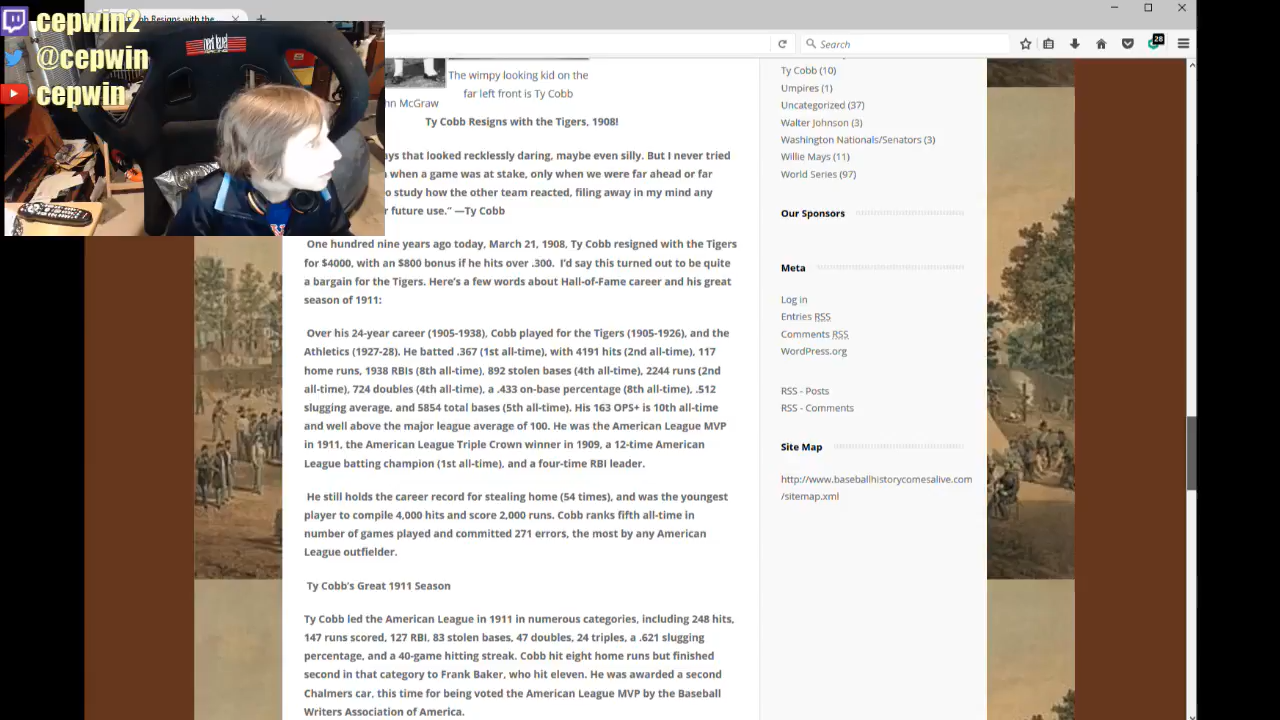 cepwin2
@cepwin
cepwin
bb Resigns with the
Search
28
The wimpy looking kid on the
far left front is Ty Cobb
hn McGraw
Ty Cobb Resigns with the Tigers, 1908!
ys that looked recklessly daring, maybe even silly. But I never tried
when a game was at stake, only when we were far ahead or far
o study how the other team reacted, filing away in my mind any
r future use.” —Ty Cobb
One hundred nine years ago today, March 21, 1908, Ty Cobb resigned with the Tigers
for $4000, with an $800 bonus if he hits over .300.  I’d say this turned out to be quite
a bargain for the Tigers. Here’s a few words about Hall-of-Fame career and his great
season of 1911:
Over his 24-year career (1905-1938), Cobb played for the Tigers (1905-1926), and the
Athletics (1927-28). He batted .367 (1st all-time), with 4191 hits (2nd all-time), 117
home runs, 1938 RBIs (8th all-time), 892 stolen bases (4th all-time), 2244 runs (2nd
all-time), 724 doubles (4th all-time), a .433 on-base percentage (8th all-time), .512
slugging average, and 5854 total bases (5th all-time). His 163 OPS+ is 10th all-time
and well above the major league average of 100. He was the American League MVP
in 1911, the American League Triple Crown winner in 1909, a 12-time American
League batting champion (1st all-time), and a four-time RBI leader.
He still holds the career record for stealing home (54 times), and was the youngest
player to compile 4,000 hits and score 2,000 runs. Cobb ranks fifth all-time in
number of games played and committed 271 errors, the most by any American
League outfielder.
Ty Cobb’s Great 1911 Season
Ty Cobb led the American League in 1911 in numerous categories, including 248 hits,
147 runs scored, 127 RBI, 83 stolen bases, 47 doubles, 24 triples, a .621 slugging
percentage, and a 40-game hitting streak. Cobb hit eight home runs but finished
second in that category to Frank Baker, who hit eleven. He was awarded a second
Chalmers car, this time for being voted the American League MVP by the Baseball
Writers Association of America.
Ty Cobb (10)
Umpires (1)
Uncategorized (37)
Walter Johnson (3)
Washington Nationals/Senators (3)
Willie Mays (11)
World Series (97)
Our Sponsors
Meta
Log in
Entries RSS
Comments RSS
WordPress.org
RSS - Posts
RSS - Comments
Site Map
http://www.baseballhistorycomesalive.com
/sitemap.xml